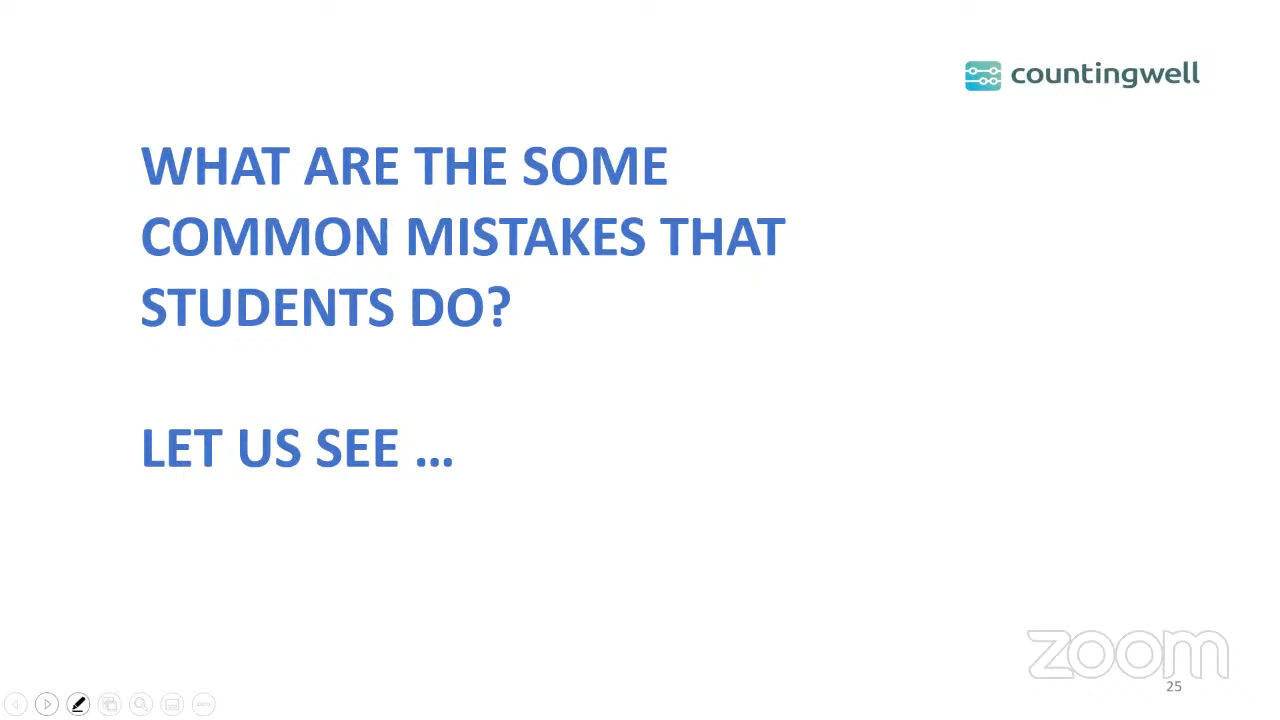 countingwell
WHAT ARE THE SOME
COMMON MISTAKES THAT
STUDENTS DO?
LET US SEE …
zoom
25